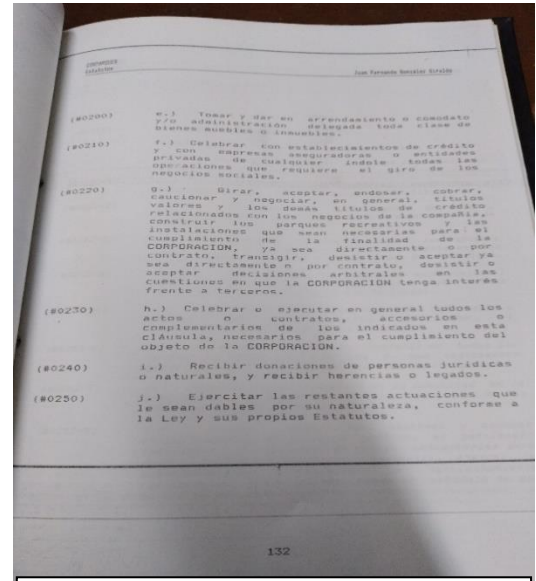 CORPARQUES
Estatutos
Juan Fernando González Giraldo
(#0200) e.) Tomar y dar en arrendamiento o comodato
y/o administración delegada toda clase de
bienes muebles o inmuebles.
(#0210) f.) Celebrar con establecimientos de crédito
y con empresas aseguradoras o entidades
privadas de cualquier índole todas las
operaciones que requiere el giro de los
negocios sociales.
(#0220) g.) Girar, aceptar, endosar, cobrar,
caucionar y negociar, en general, títulos
valores y los demás títulos de crédito
relacionados con los negocios de la compañía,
construir los parques recreativos y las
instalaciones que sean necesarias para el
cumplimiento de la finalidad de la
CORPORACION, ya sea directamente o por
contrato, transigir, desistir o aceptar ya
sea directamente o por contrato, desistir o
aceptar decisiones arbitrales en las
cuestiones en que la CORPORACION tenga interés
frente a terceros.
(#0230) h.) Celebrar o ejecutar en general todos los
actos o contratos, accesorios o
complementarios de los indicados en esta
cláusula, necesarios para el cumplimiento del
objeto de la CORPORACION.
(#0240) i.) Recibir donaciones de personas jurídicas
o naturales, y recibir herencias o legados.
(#0250) j.) Ejercitar las restantes actuaciones que
le sean dables por su naturaleza, conforme a
la Ley y sus propios Estatutos.
132